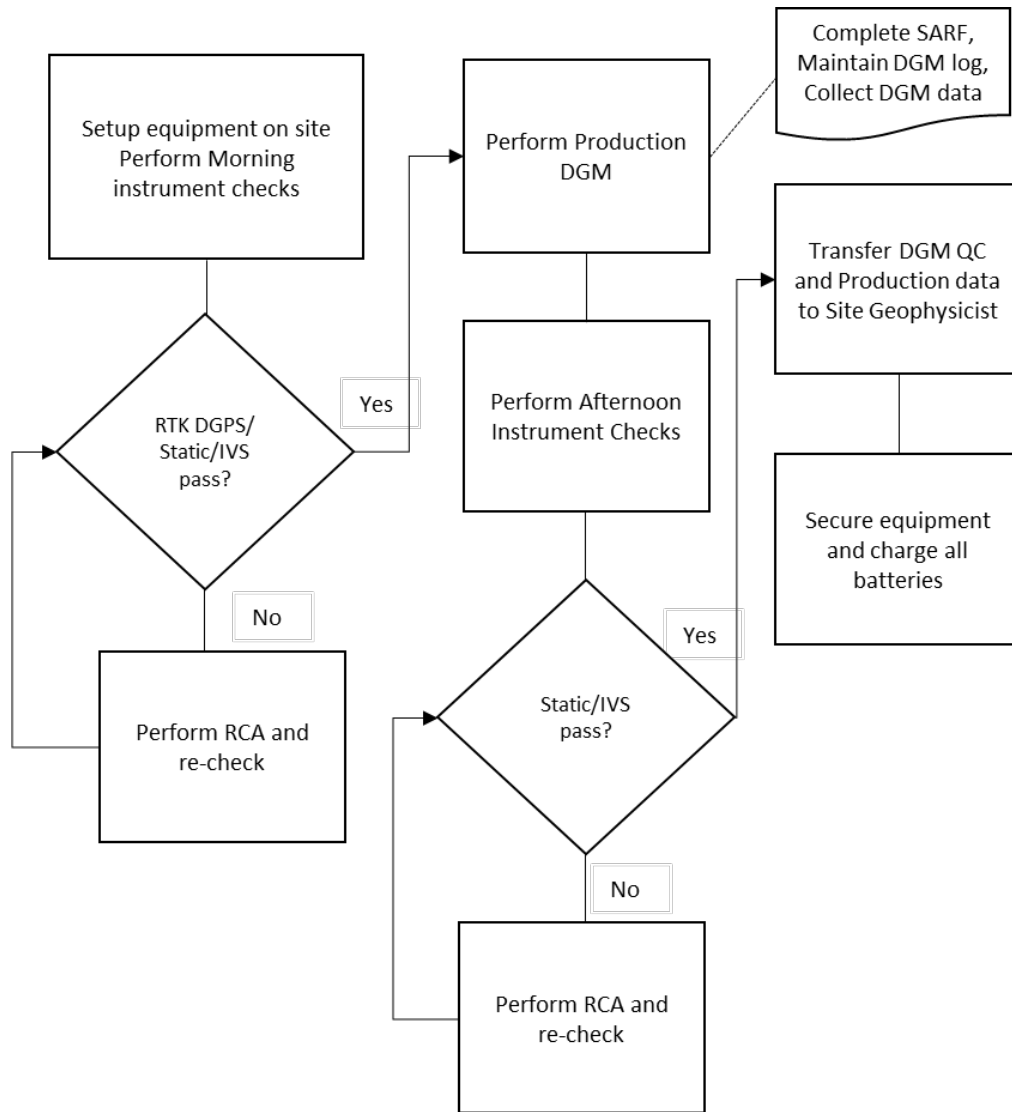 Setup equipment on site
Perform Morning
instrument checks
RTK DGPS/
Static/IVS
pass?
Yes
No
Perform RCA and
re-check
Perform Production
DGM
Complete SARF,
Maintain DGM log,
Collect DGM data
Perform Afternoon
Instrument Checks
Static/IVS
pass?
Yes
No
Perform RCA and
re-check
Transfer DGM QC
and Production data
to Site Geophysicist
Secure equipment
and charge all
batteries